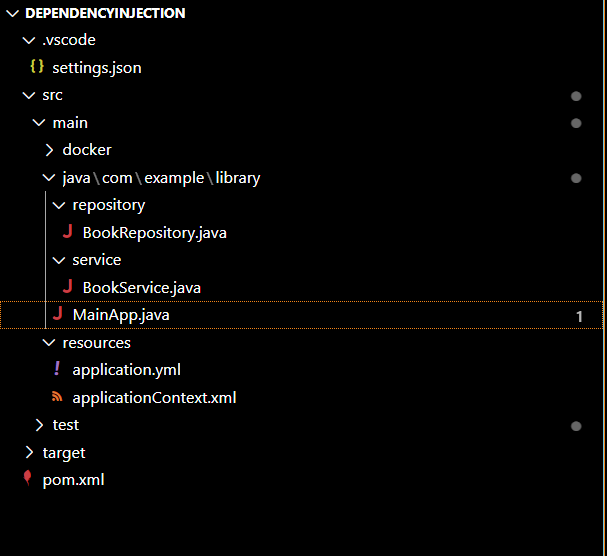 DEPENDENCYINJECTION
.vscode
{} settings.json
src
main
docker
java\com\example\library
repository
J BookRepository.java
service
J BookService.java
J MainApp.java 1
resources
! application.yml
applicationContext.xml
test
target
pom.xml